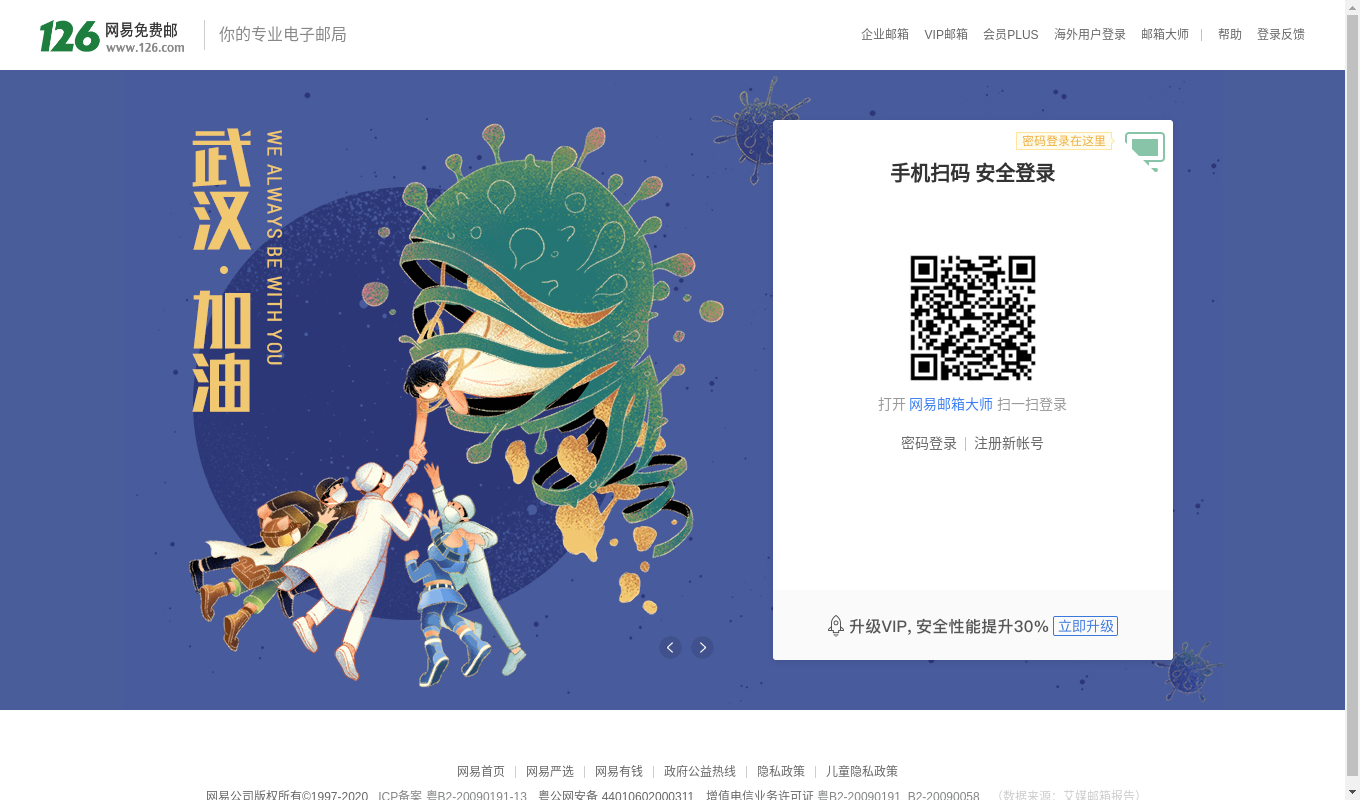 126 网易免费邮
www.126.com
你的专业电子邮局
企业邮箱 VIP邮箱 会员PLUS 海外用户登录 邮箱大师 | 帮助 登录反馈
武汉·加油
WE ALWAYS BE WITH YOU
密码登录在这里
手机扫码 安全登录
打开 网易邮箱大师 扫一扫登录
密码登录 | 注册新帐号
升级VIP, 安全性能提升30% 立即升级
网易首页 | 网易严选 | 网易有钱 | 政府公益热线 | 隐私政策 | 儿童隐私政策
网易公司版权所有©1997-2020 ICP备案 粤B2-20090191-13 粤公网安备 44010602000311 增值电信业务许可证 粤B2-20090191 B2-20090058 （数据来源：艾媒邮箱报告）